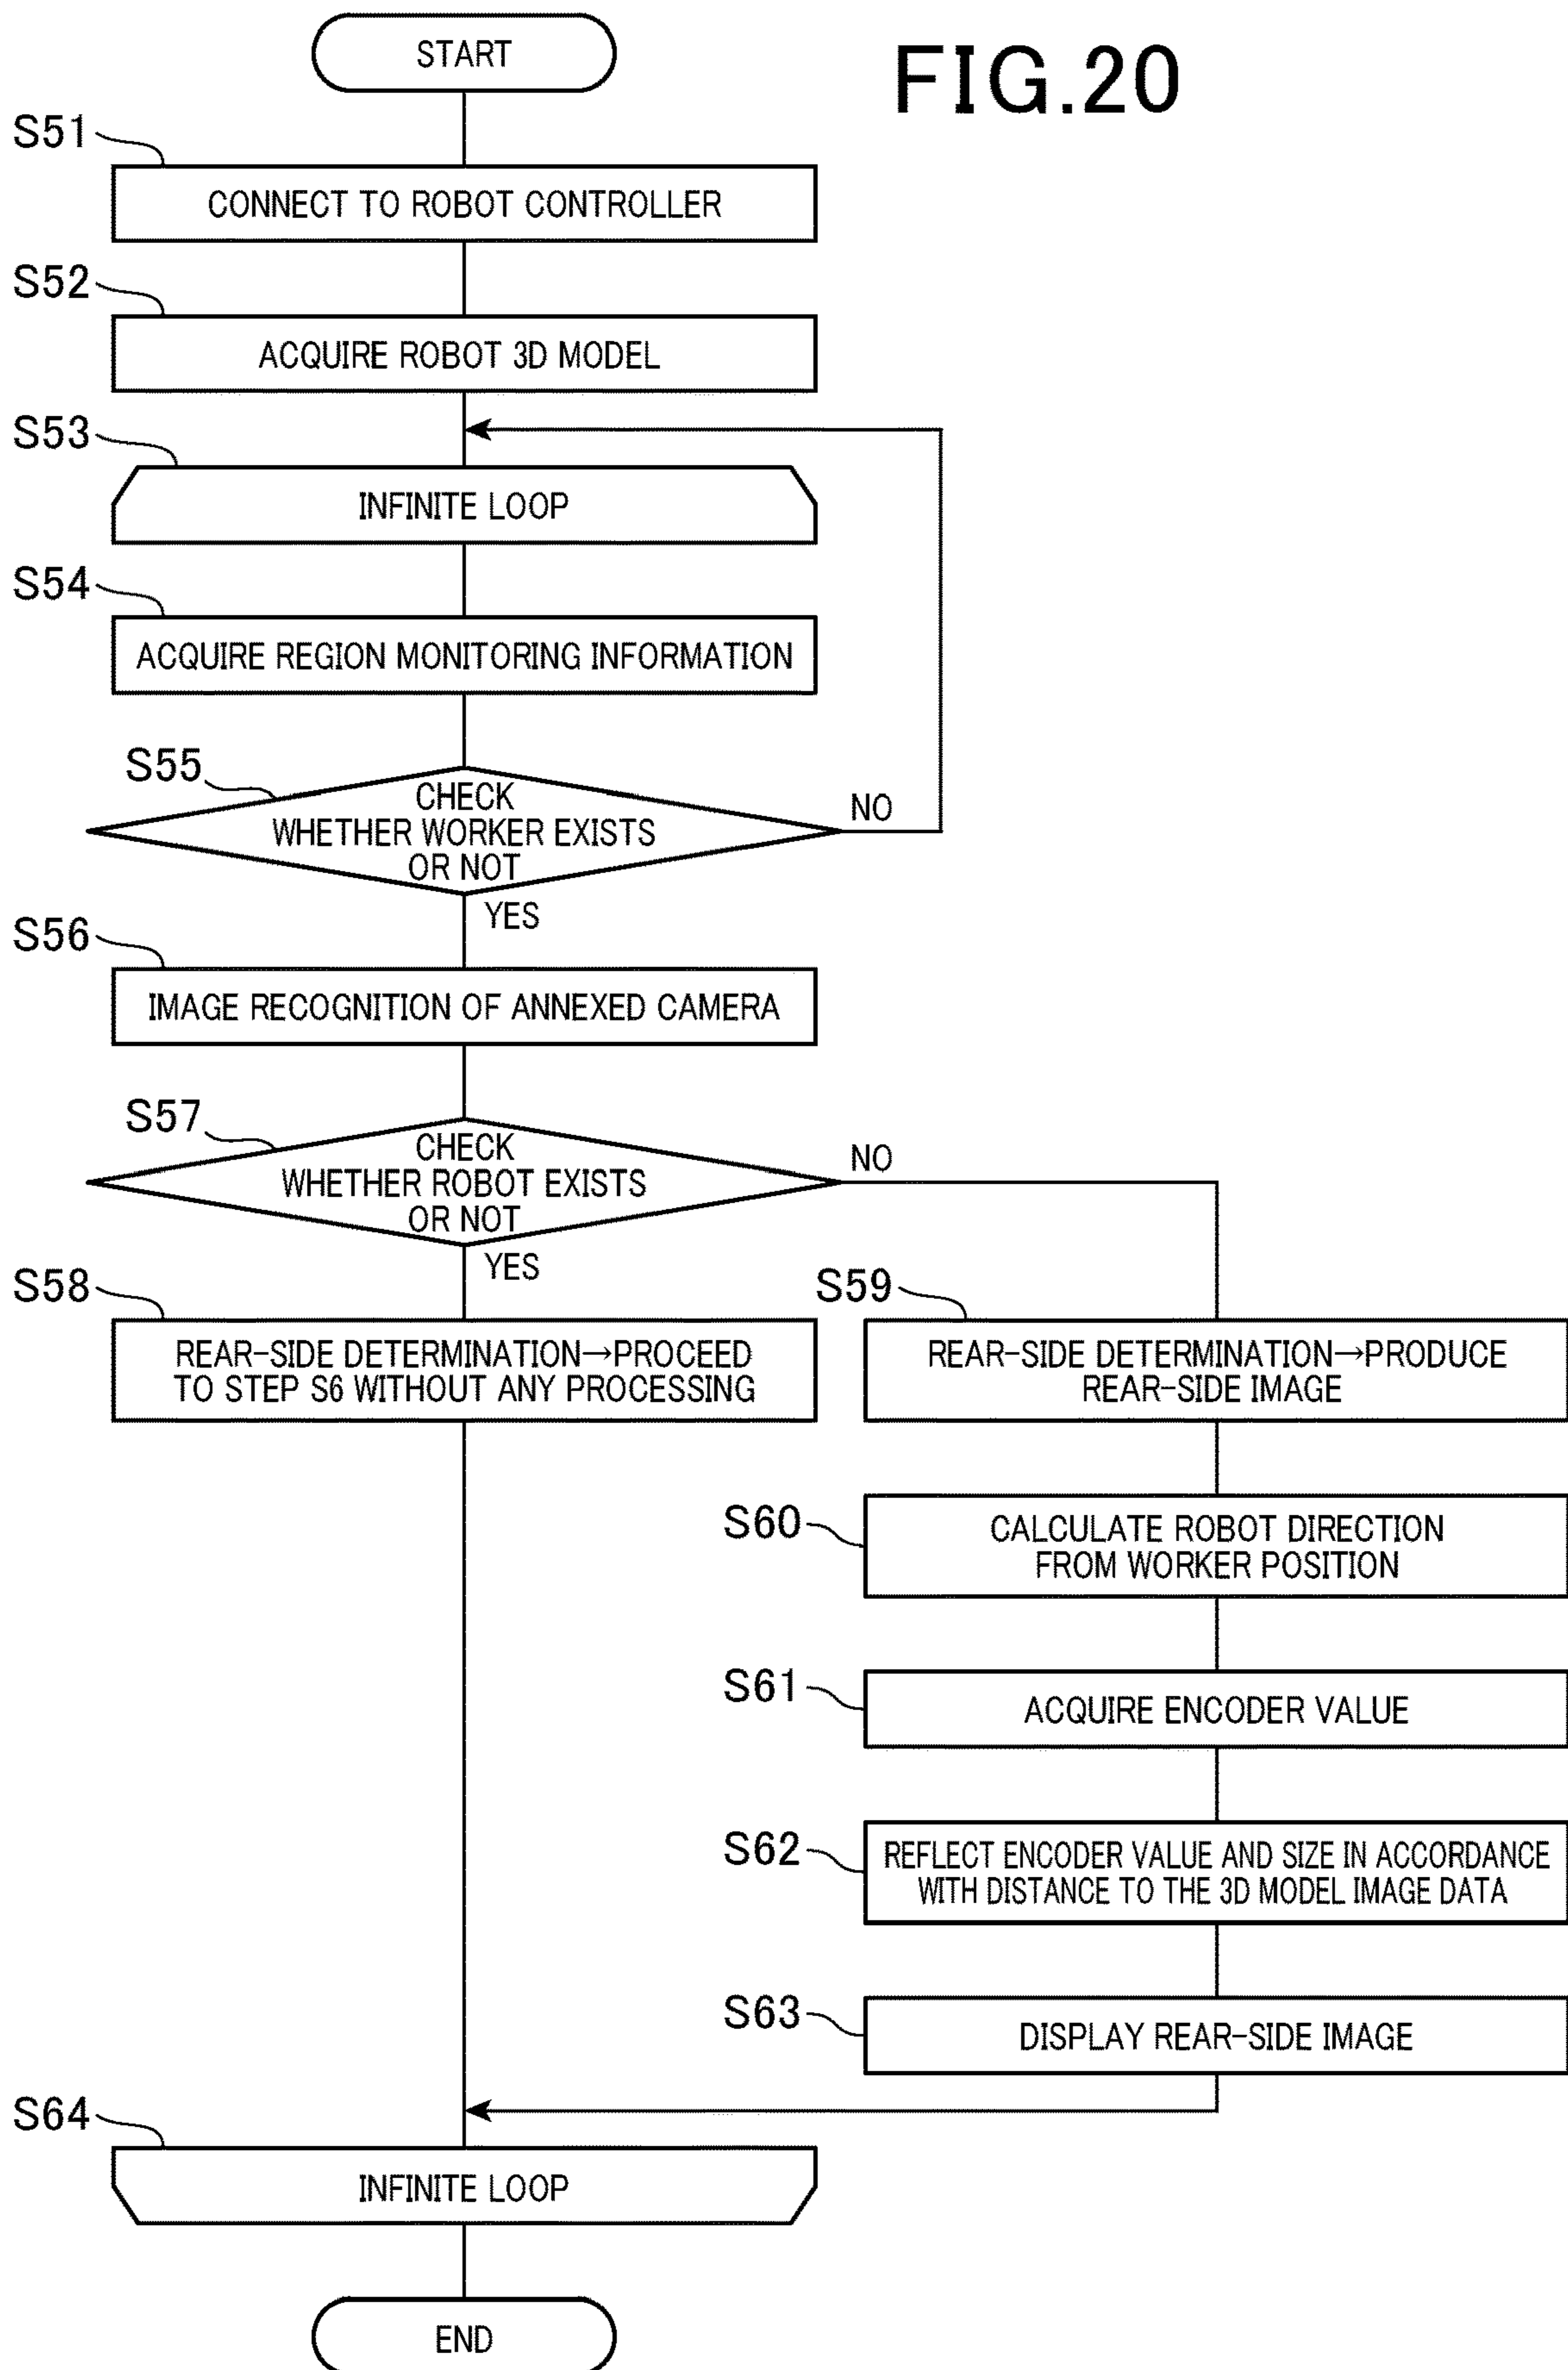 START
FIG.20
S51
CONNECT TO ROBOT CONTROLLER
S52
ACQUIRE ROBOT 3D MODEL
S53
INFINITE LOOP
S54
ACQUIRE REGION MONITORING INFORMATION
S55
CHECK
WHETHER WORKER EXISTS
OR NOT
NO
YES
S56
IMAGE RECOGNITION OF ANNEXED CAMERA
S57
CHECK
WHETHER ROBOT EXISTS
OR NOT
NO
YES
S58
REAR-SIDE DETERMINATION→PROCEED
TO STEP S6 WITHOUT ANY PROCESSING
S59
REAR-SIDE DETERMINATION→PRODUCE
REAR-SIDE IMAGE
S60
CALCULATE ROBOT DIRECTION
FROM WORKER POSITION
S61
ACQUIRE ENCODER VALUE
S62
REFLECT ENCODER VALUE AND SIZE IN ACCORDANCE
WITH DISTANCE TO THE 3D MODEL IMAGE DATA
S63
DISPLAY REAR-SIDE IMAGE
S64
INFINITE LOOP
END